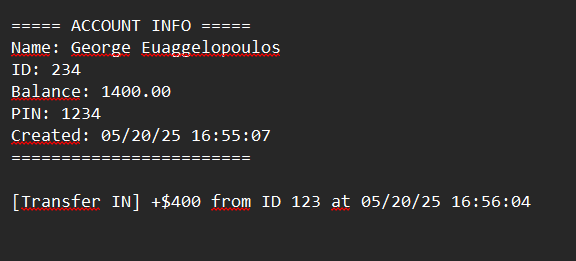 ===== ACCOUNT INFO =====
Name: George Euaggelopoulos
ID: 234
Balance: 1400.00
PIN: 1234
Created: 05/20/25 16:55:07
========================
[Transfer IN] +$400 from ID 123 at 05/20/25 16:56:04